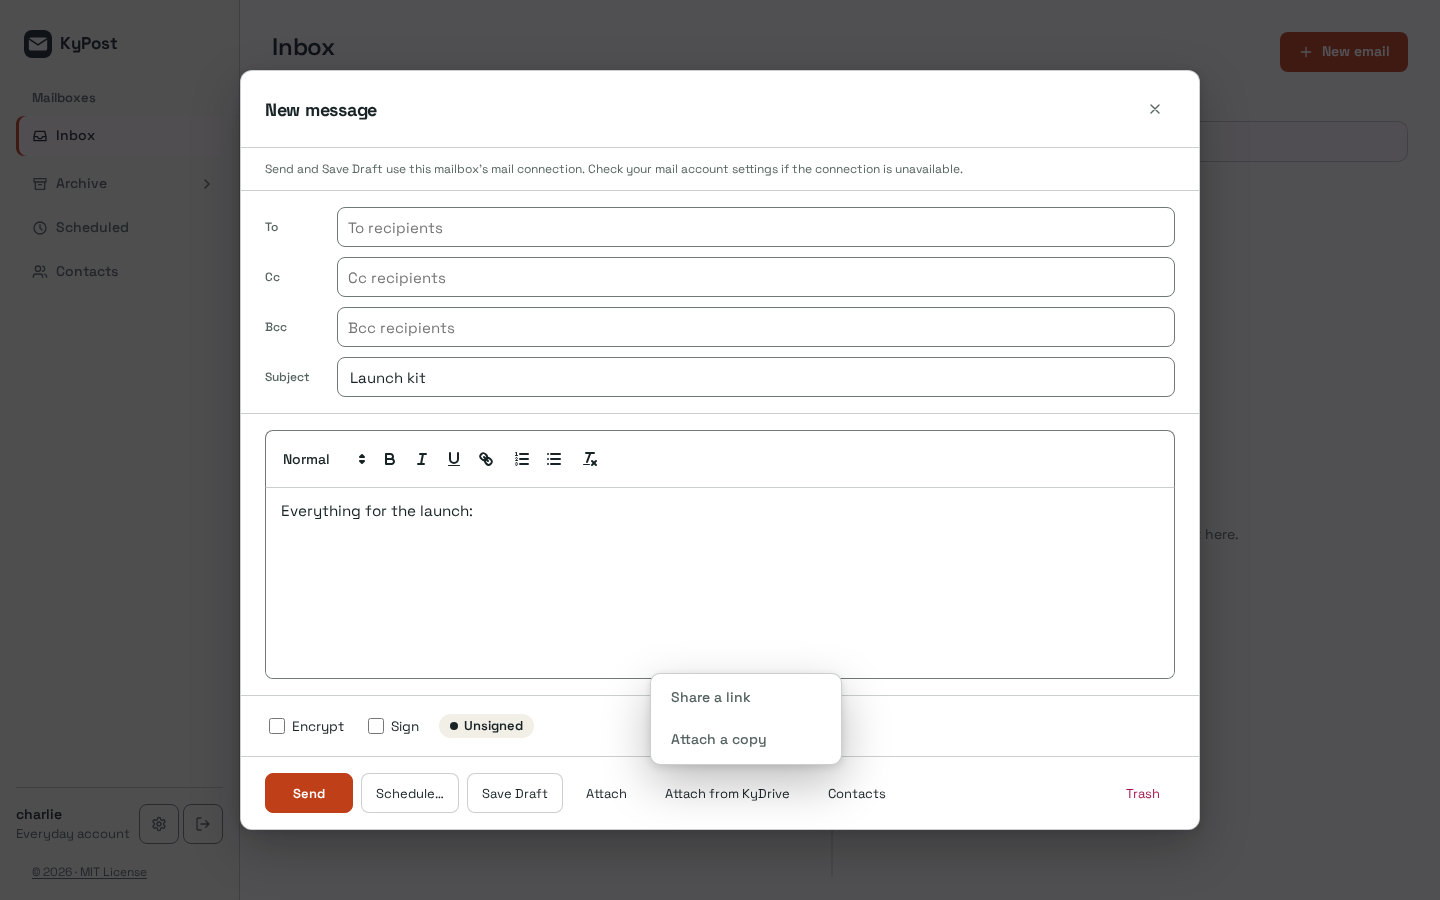 KyPost
Mailboxes
Inbox
Archive
Scheduled
Contacts
charlie
Everyday account
© 2026 · MIT License
Inbox
New email
here.
New message
Send and Save Draft use this mailbox's mail connection. Check your mail account settings if the connection is unavailable.
To
To recipients
Cc
Cc recipients
Bcc
Bcc recipients
Subject
Launch kit
Normal
Everything for the launch:
Share a link
Attach a copy
Encrypt
Sign
Unsigned
Send
Schedule...
Save Draft
Attach
Attach from KyDrive
Contacts
Trash